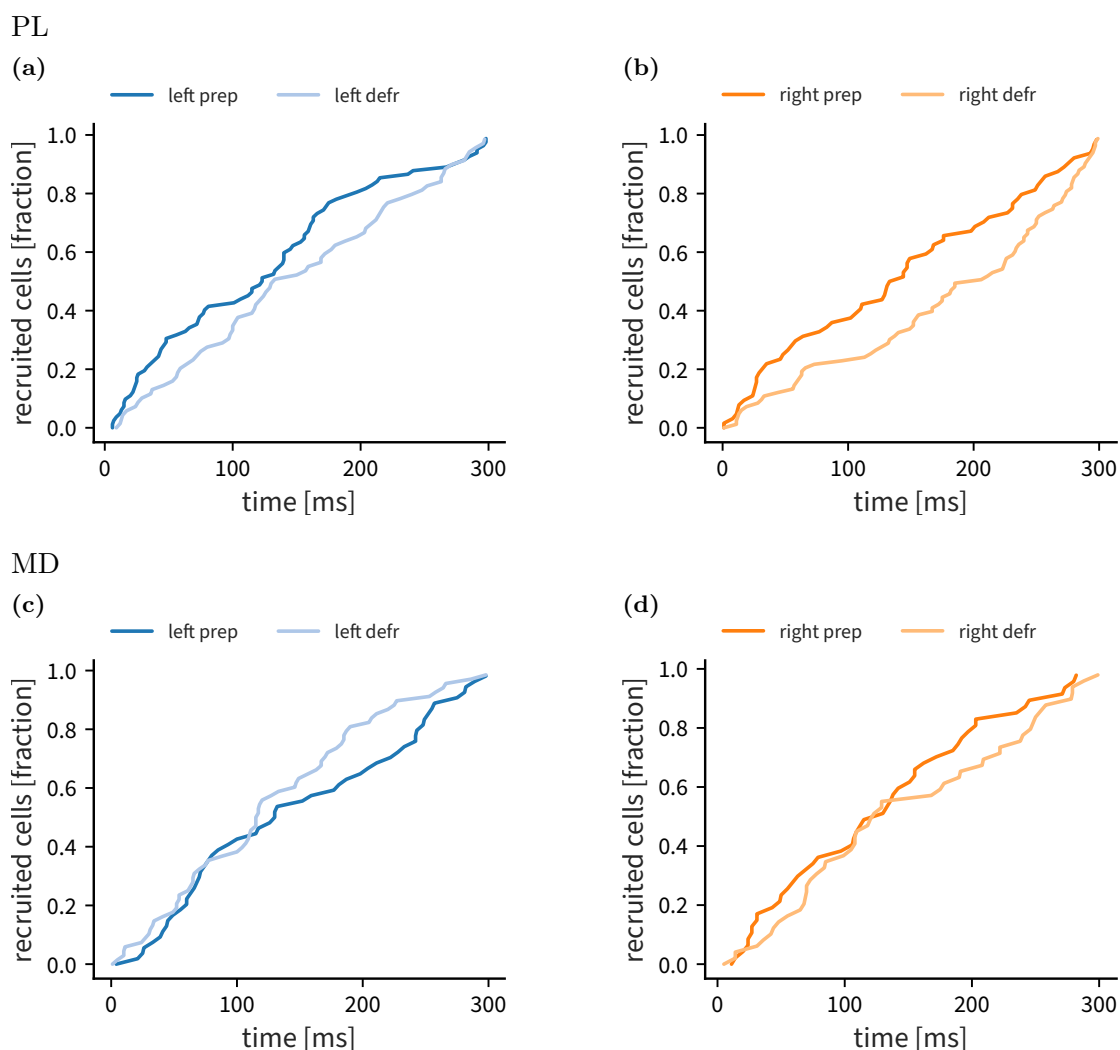 PL
(a)
left prep left defr
1.0
0.8
0.6
0.4
0.2
0.0
recruited cells [fraction]
0 100 200 300
time [ms]
(b)
right prep right defr
1.0
0.8
0.6
0.4
0.2
0.0
recruited cells [fraction]
0 100 200 300
time [ms]
MD
(c)
left prep left defr
1.0
0.8
0.6
0.4
0.2
0.0
recruited cells [fraction]
0 100 200 300
time [ms]
(d)
right prep right defr
1.0
0.8
0.6
0.4
0.2
0.0
recruited cells [fraction]
0 100 200 300
time [ms]